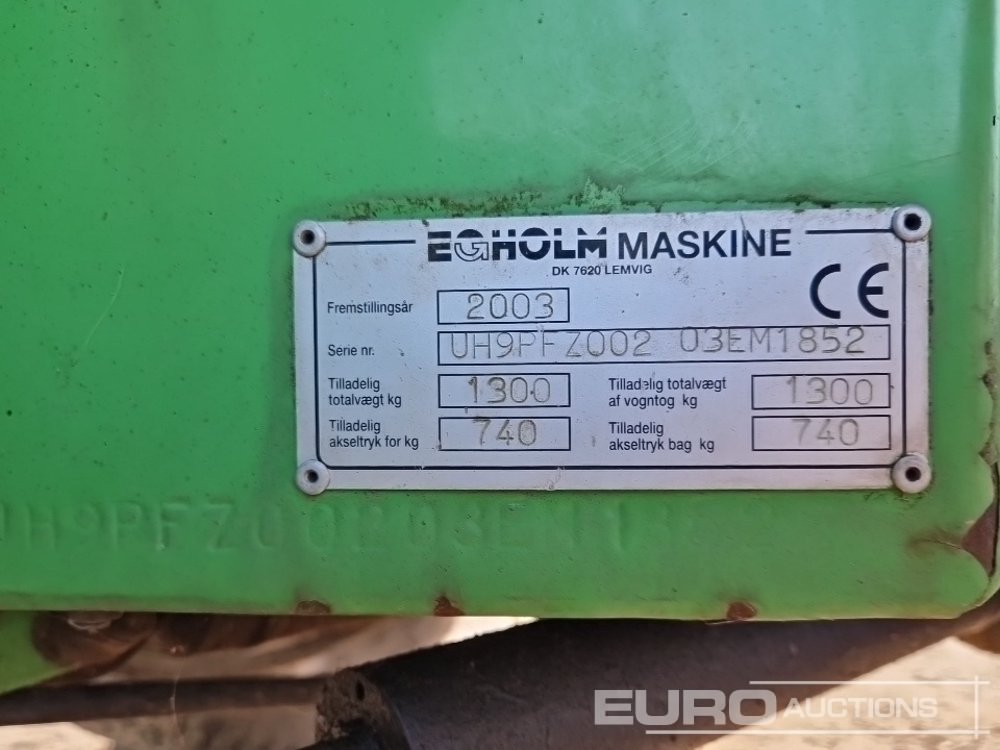 EGHOLM MASKINE
DK 7620 LEMVIG
CE
Fremstillingsår 2003
Serie nr. UH9PFZ002 03EM1852
Tilladelig totalvægt kg 1300 Tilladelig totalvægt af vogntog kg 1300
Tilladelig akseltryk for kg 740 Tilladelig akseltryk bag kg 740
UH9PFZ00203E
EURO AUCTIONS